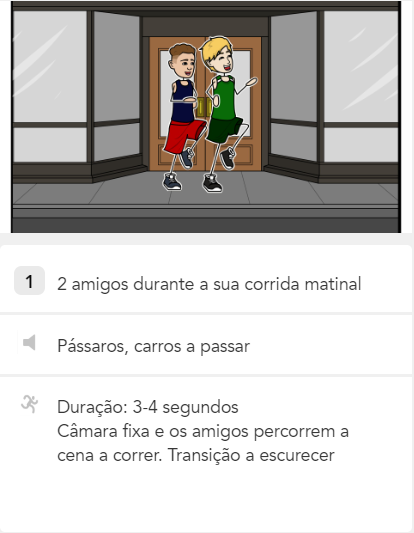 1 2 amigos durante a sua corrida matinal
Pássaros, carros a passar
Duração: 3-4 segundos
Câmara fixa e os amigos percorrem a
cena a correr. Transição a escurecer